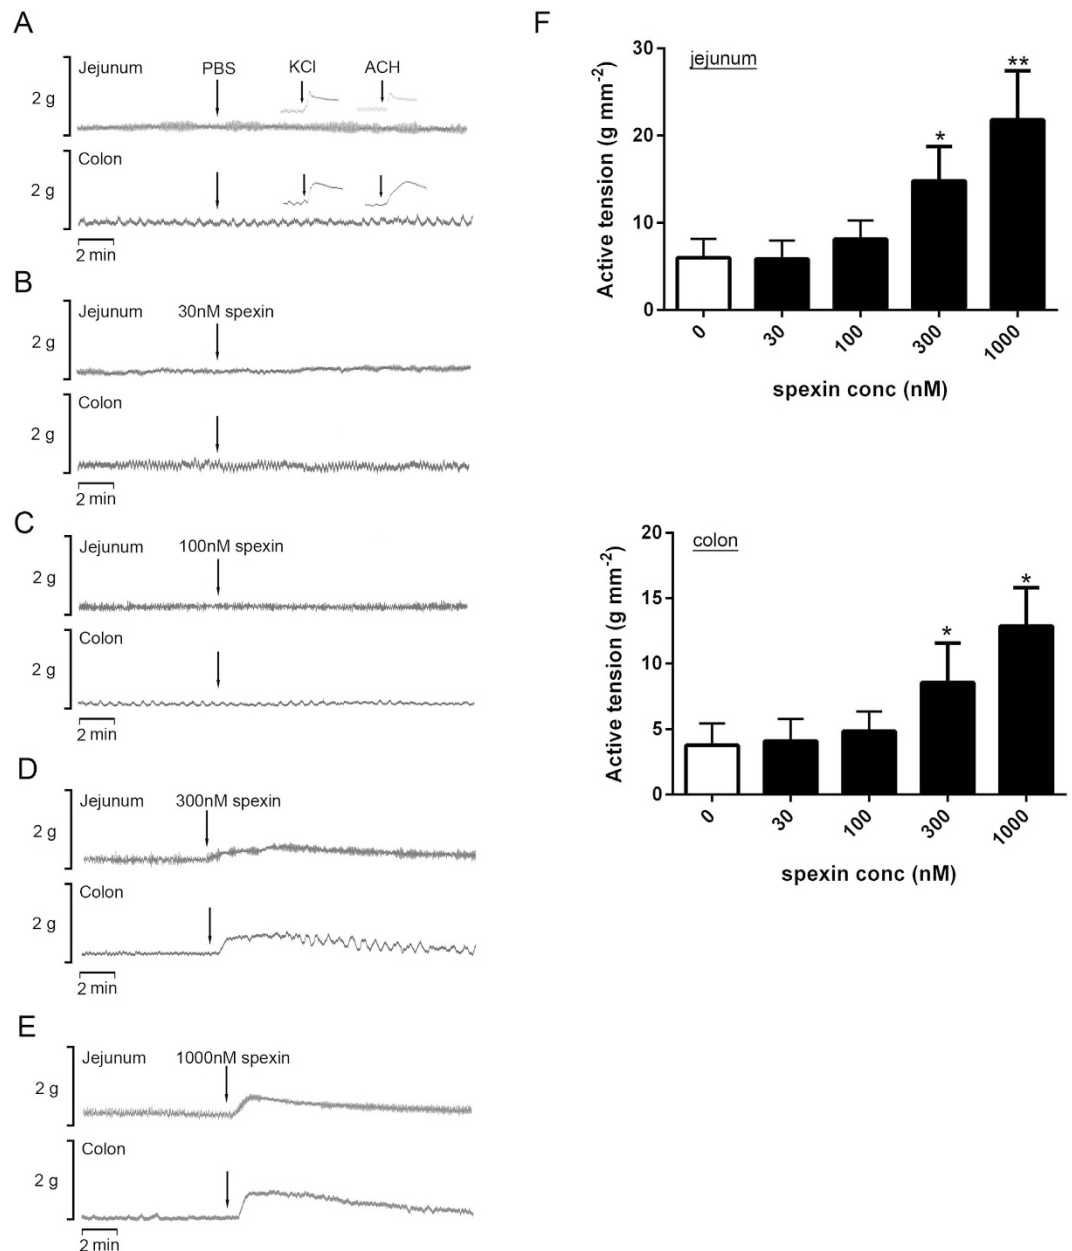 A
Jejunum PBS KCl ACH
2 g
Colon
2 g
2 min
B
Jejunum 30nM spexin
2 g
Colon
2 g
2 min
C
Jejunum 100nM spexin
2 g
Colon
2 g
2 min
D
Jejunum 300nM spexin
2 g
Colon
2 g
2 min
E
Jejunum 1000nM spexin
2 g
Colon
2 g
2 min
F
jejunum
Active tension (g mm-2)
30
20
10
0
* **
0 30 100 300 1000
spexin conc (nM)
colon
Active tension (g mm-2)
20
15
10
5
0
* *
0 30 100 300 1000
spexin conc (nM)